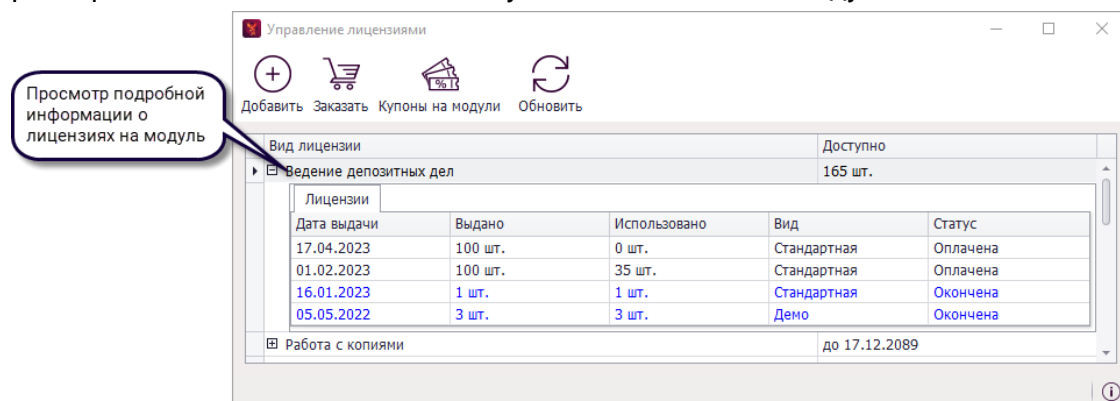 Управление лицензиями
Добавить Заказать Купоны на модули Обновить
Просмотр подробной
информации о
лицензиях на модуль
Вид лицензии Доступно
Ведение депозитных дел 165 шт.
Лицензии
Дата выдачи Выдано Использовано Вид Статус
17.04.2023 100 шт. 0 шт. Стандартная Оплачена
01.02.2023 100 шт. 35 шт. Стандартная Оплачена
16.01.2023 1 шт. 1 шт. Стандартная Окончена
05.05.2022 3 шт. 3 шт. Демо Окончена
Работа с копиями до 17.12.2089